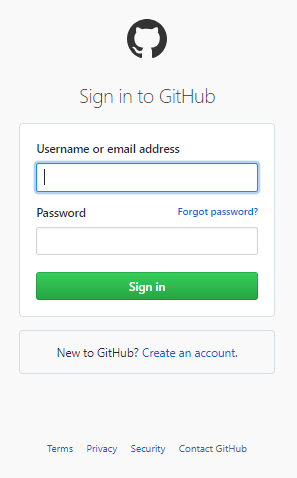 Sign in to GitHub
Username or email address
Password Forgot password?
Sign in
New to GitHub? Create an account.
Terms Privacy Security Contact GitHub